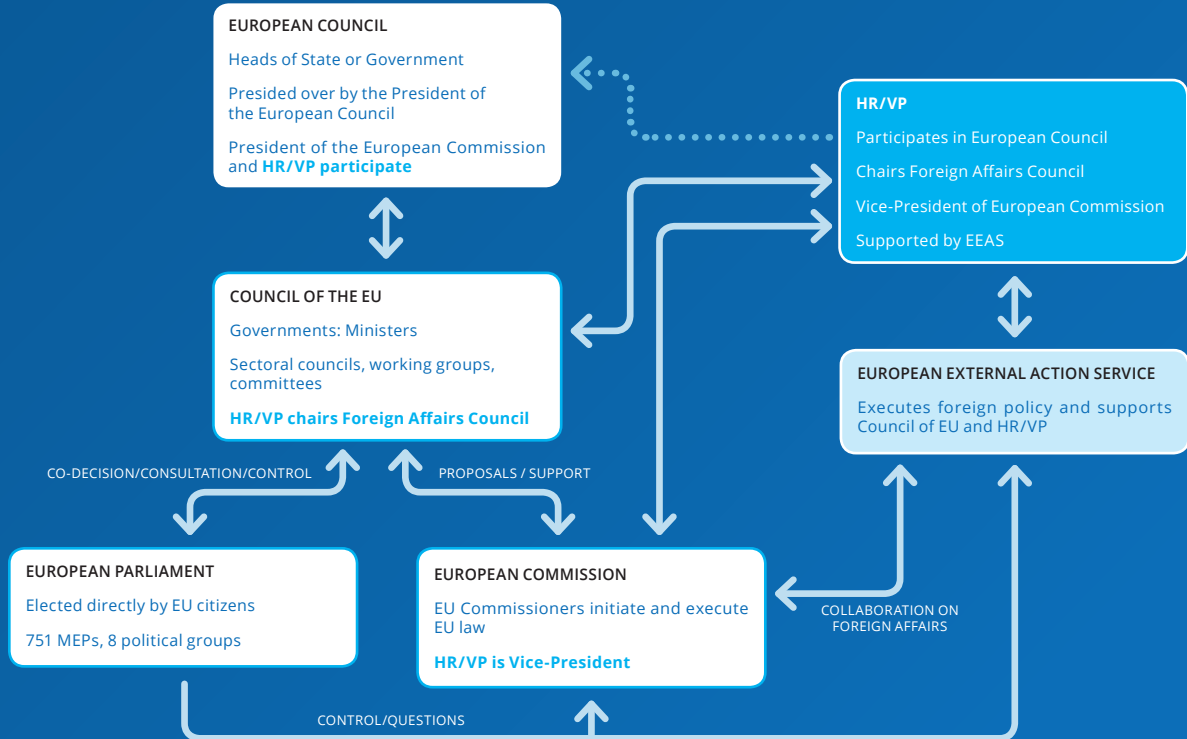 EUROPEAN COUNCIL
Heads of State or Government
Presided over by the President of
the European Council
President of the European Commission
and HR/VP participate
HR/VP
Participates in European Council
Chairs Foreign Affairs Council
Vice-President of European Commission
Supported by EEAS
COUNCIL OF THE EU
Governments: Ministers
Sectoral councils, working groups,
committees
HR/VP chairs Foreign Affairs Council
EUROPEAN EXTERNAL ACTION SERVICE
Executes foreign policy and supports
Council of EU and HR/VP
CO-DECISION/CONSULTATION/CONTROL
PROPOSALS / SUPPORT
EUROPEAN PARLIAMENT
Elected directly by EU citizens
751 MEPs, 8 political groups
EUROPEAN COMMISSION
EU Commissioners initiate and execute
EU law
HR/VP is Vice-President
COLLABORATION ON
FOREIGN AFFAIRS
CONTROL/QUESTIONS